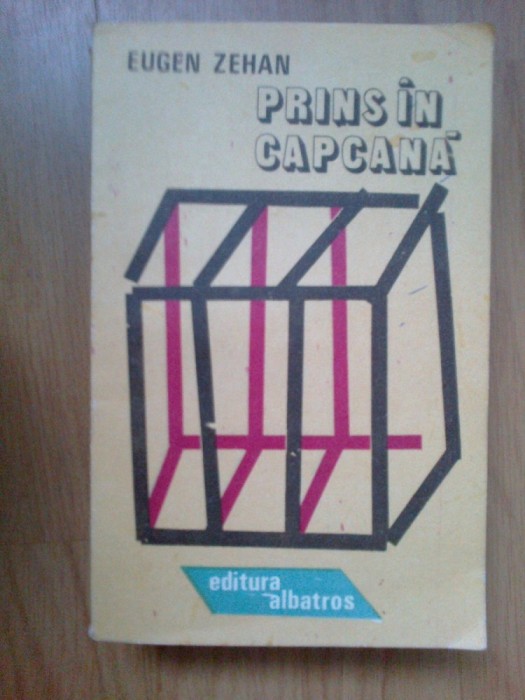 EUGEN ZEHAN
PRINS ÎN
CAPCANĂ
editura
albatros